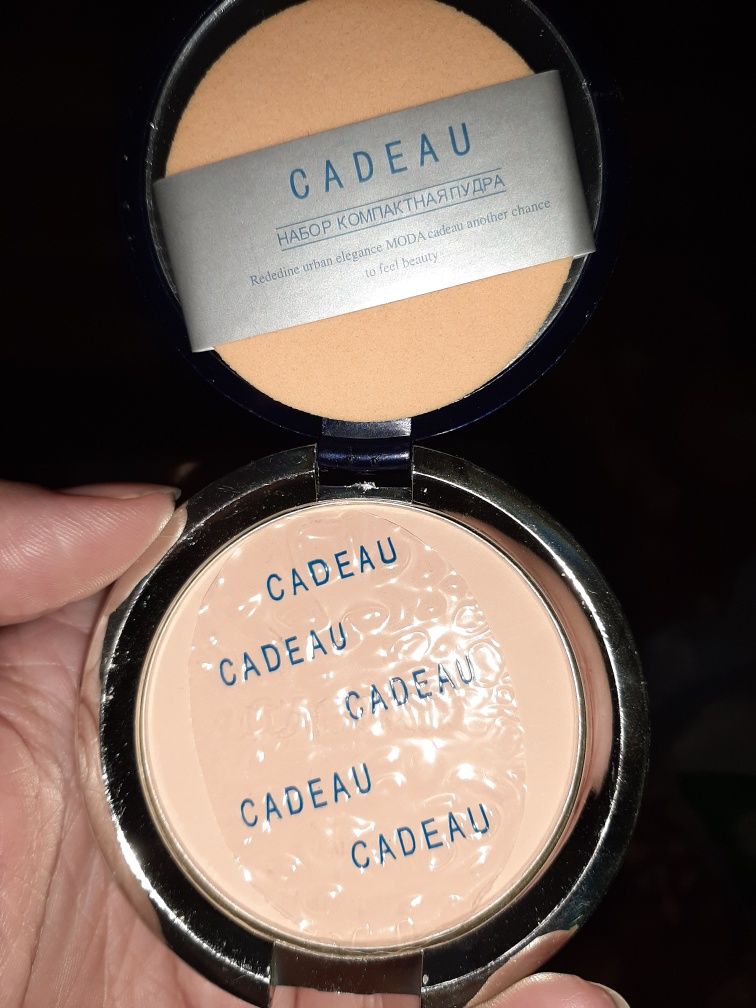 CADEAU
НАБОР КОМПАКТНАЯ ПУДРА
Rededine urban elegance MODA cadeau another chance
to feel beauty
CADEAU
CADEAU
CADEAU
CADEAU
CADEAU